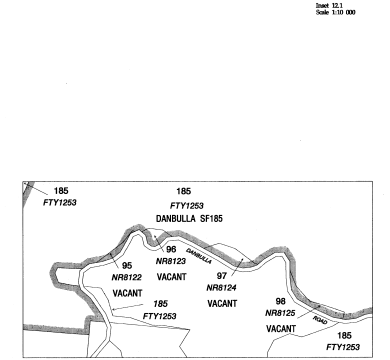 Inset 12.1
Scale 1:10 000
185
FTY1253
185
FTY1253
DANBULLA SF185
95
NR8122
VACANT
96
NR8123
VACANT
DANBULLA
97
NR8124
VACANT
185
FTY1253
98
NR8125
VACANT
ROAD
185
FTY1253